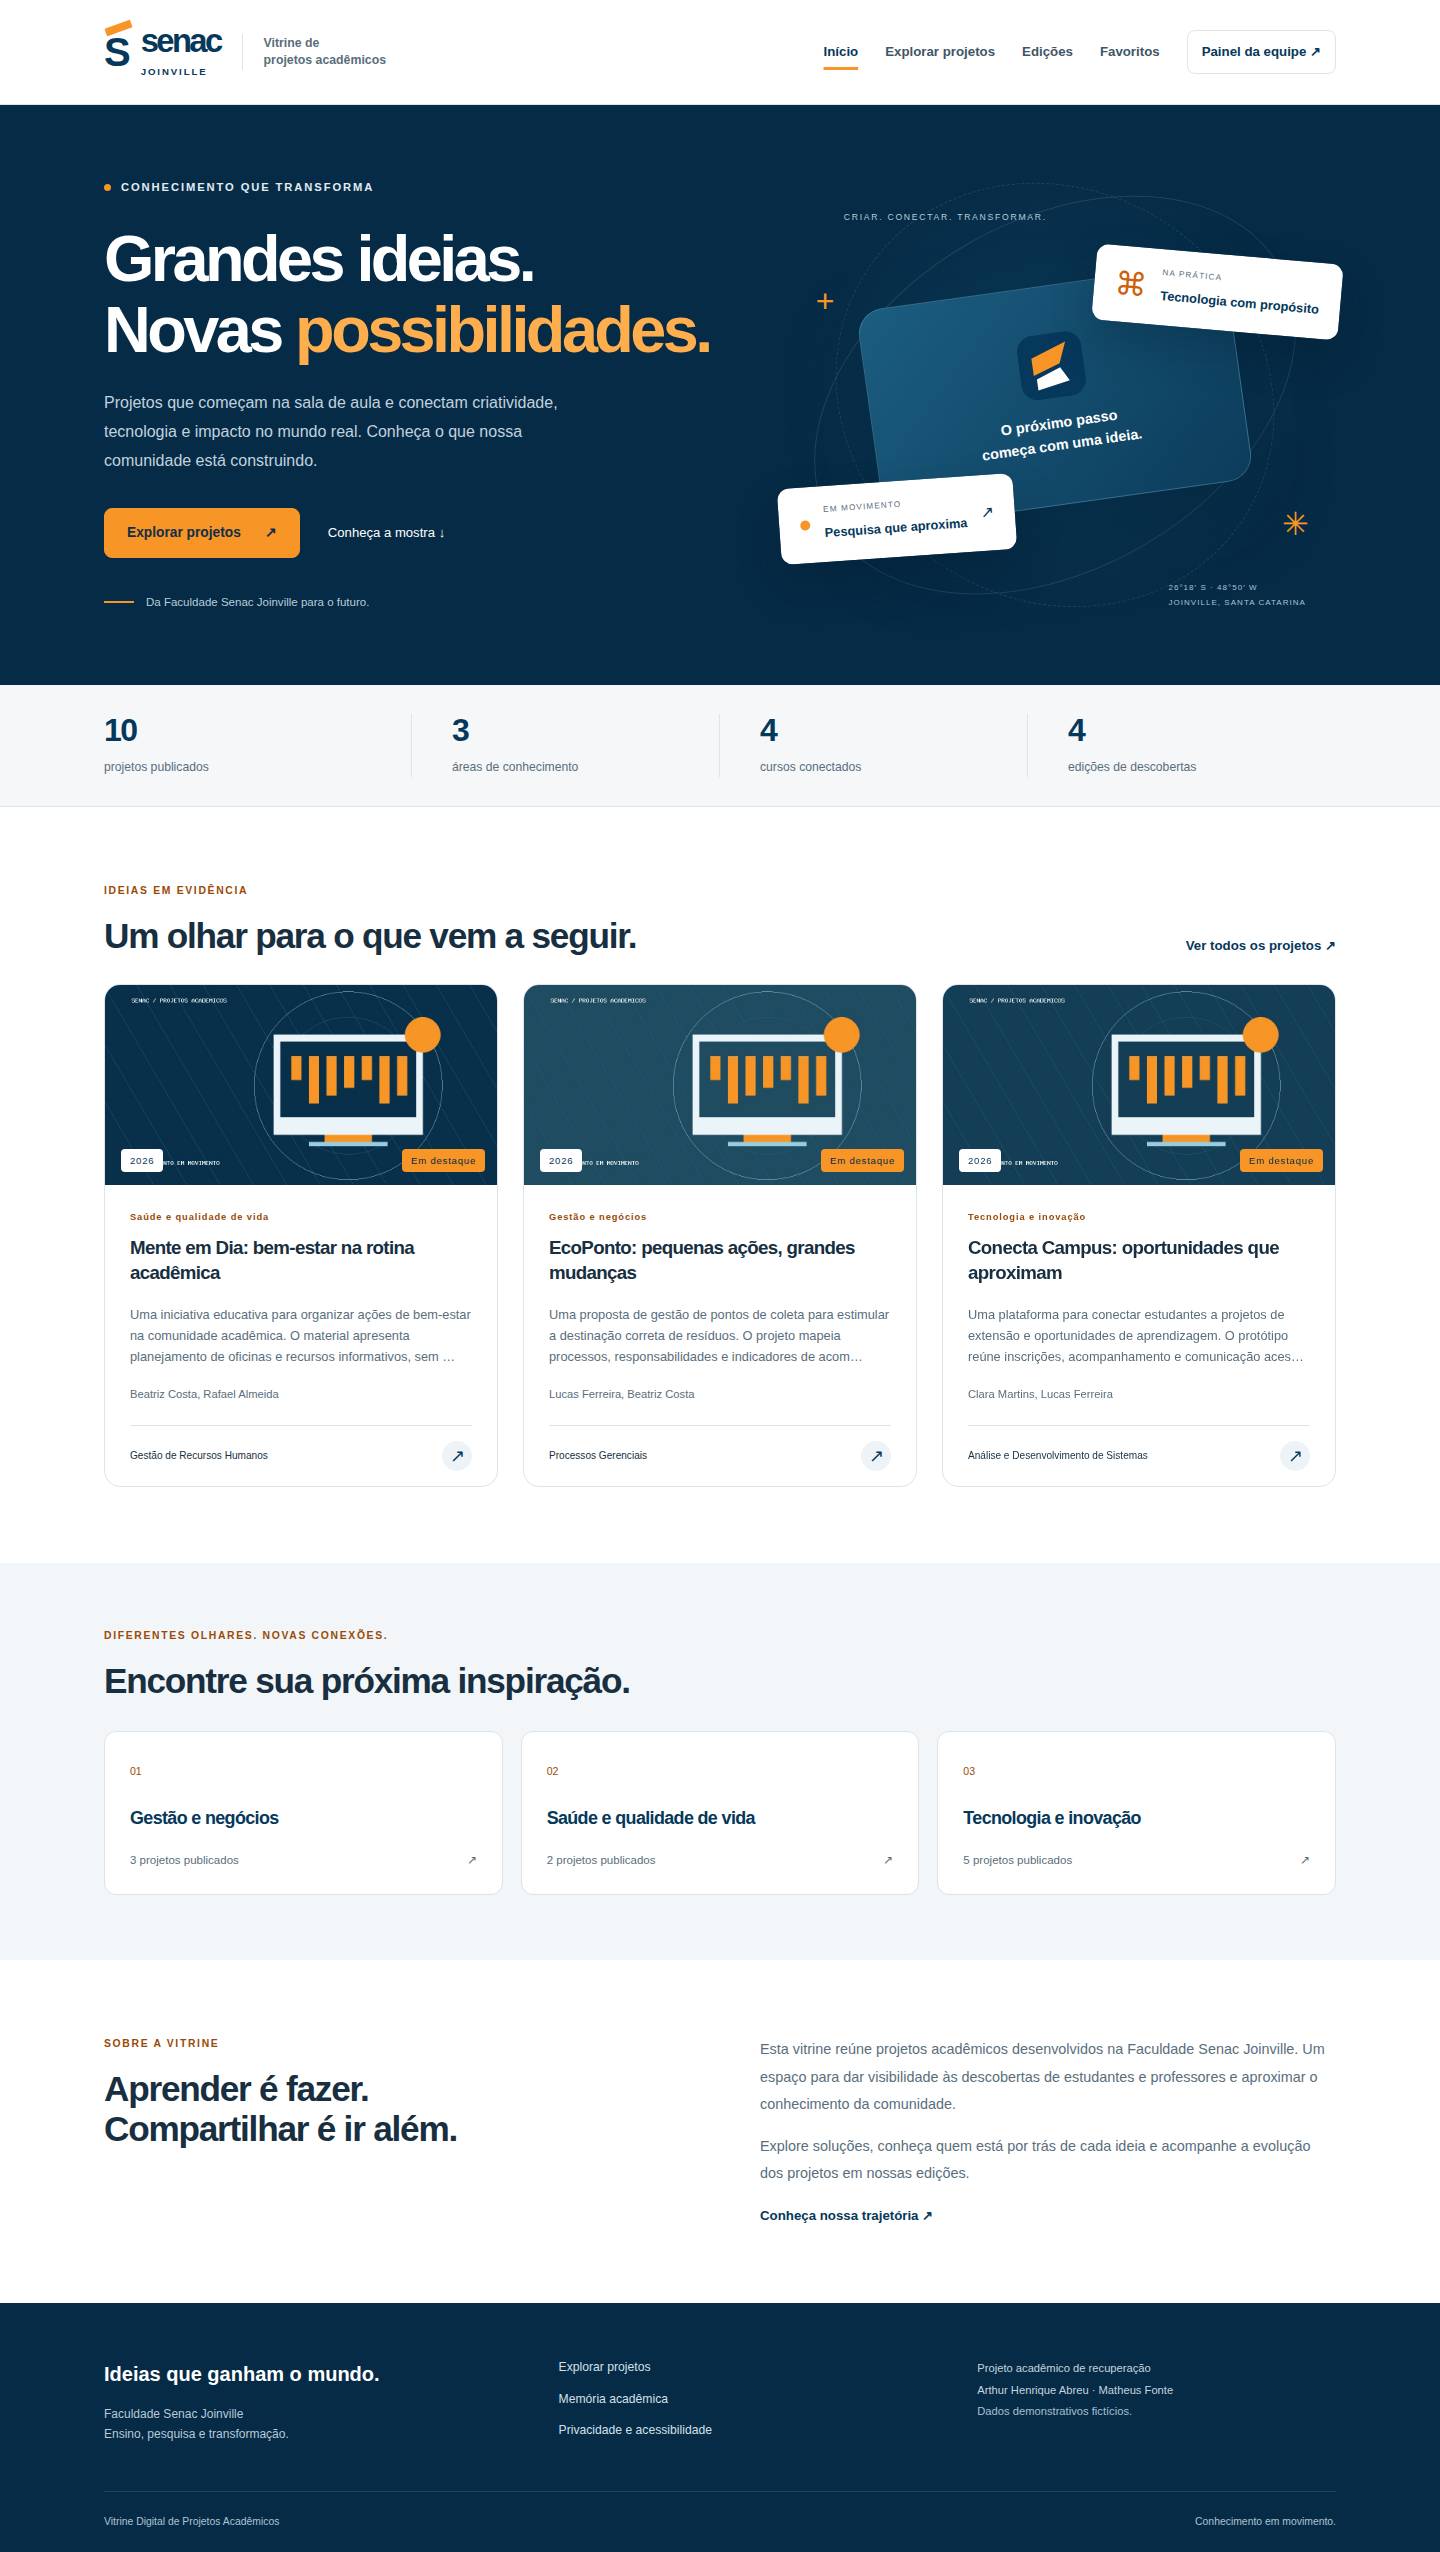 S senac
JOINVILLE
Vitrine de
projetos acadêmicos
Início
Explorar projetos
Edições
Favoritos
Painel da equipe ↗
CONHECIMENTO QUE TRANSFORMA
Grandes ideias.
Novas possibilidades.
Projetos que começam na sala de aula e conectam criatividade,
tecnologia e impacto no mundo real. Conheça o que nossa
comunidade está construindo.
Explorar projetos ↗
Conheça a mostra ↓
Da Faculdade Senac Joinville para o futuro.
CRIAR. CONECTAR. TRANSFORMAR.
NA PRÁTICA
Tecnologia com propósito
O próximo passo
começa com uma ideia.
EM MOVIMENTO
Pesquisa que aproxima ↗
26°18' S · 48°50' W
JOINVILLE, SANTA CATARINA
10
projetos publicados
3
áreas de conhecimento
4
cursos conectados
4
edições de descobertas
IDEIAS EM EVIDÊNCIA
Um olhar para o que vem a seguir.
Ver todos os projetos ↗
SENAC / PROJETOS ACADEMICOS
2026
NTO EM MOVIMENTO
Em destaque
Saúde e qualidade de vida
Mente em Dia: bem-estar na rotina
acadêmica
Uma iniciativa educativa para organizar ações de bem-estar
na comunidade acadêmica. O material apresenta
planejamento de oficinas e recursos informativos, sem …
Beatriz Costa, Rafael Almeida
Gestão de Recursos Humanos ↗
SENAC / PROJETOS ACADEMICOS
2026
NTO EM MOVIMENTO
Em destaque
Gestão e negócios
EcoPonto: pequenas ações, grandes
mudanças
Uma proposta de gestão de pontos de coleta para estimular
a destinação correta de resíduos. O projeto mapeia
processos, responsabilidades e indicadores de acom…
Lucas Ferreira, Beatriz Costa
Processos Gerenciais ↗
SENAC / PROJETOS ACADEMICOS
2026
NTO EM MOVIMENTO
Em destaque
Tecnologia e inovação
Conecta Campus: oportunidades que
aproximam
Uma plataforma para conectar estudantes a projetos de
extensão e oportunidades de aprendizagem. O protótipo
reúne inscrições, acompanhamento e comunicação aces…
Clara Martins, Lucas Ferreira
Análise e Desenvolvimento de Sistemas ↗
DIFERENTES OLHARES. NOVAS CONEXÕES.
Encontre sua próxima inspiração.
01
Gestão e negócios
3 projetos publicados ↗
02
Saúde e qualidade de vida
2 projetos publicados ↗
03
Tecnologia e inovação
5 projetos publicados ↗
SOBRE A VITRINE
Aprender é fazer.
Compartilhar é ir além.
Esta vitrine reúne projetos acadêmicos desenvolvidos na Faculdade Senac Joinville. Um
espaço para dar visibilidade às descobertas de estudantes e professores e aproximar o
conhecimento da comunidade.
Explore soluções, conheça quem está por trás de cada ideia e acompanhe a evolução
dos projetos em nossas edições.
Conheça nossa trajetória ↗
Ideias que ganham o mundo.
Faculdade Senac Joinville
Ensino, pesquisa e transformação.
Explorar projetos
Memória acadêmica
Privacidade e acessibilidade
Projeto acadêmico de recuperação
Arthur Henrique Abreu · Matheus Fonte
Dados demonstrativos fictícios.
Vitrine Digital de Projetos Acadêmicos
Conhecimento em movimento.